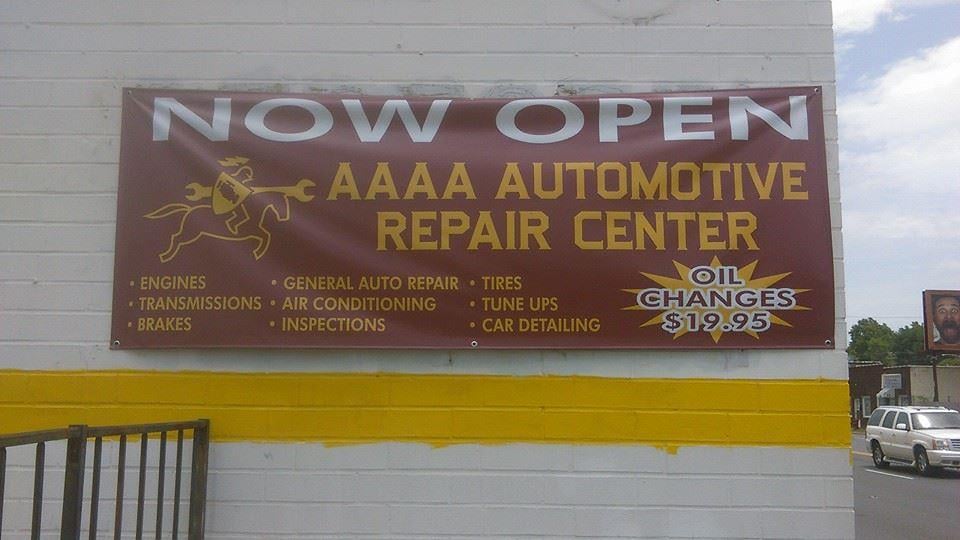 NOW OPEN
AAAA AUTOMOTIVE
REPAIR CENTER
• ENGINES
• TRANSMISSIONS
• BRAKES
• GENERAL AUTO REPAIR
• AIR CONDITIONING
• INSPECTIONS
• TIRES
• TUNE UPS
• CAR DETAILING
OIL
CHANGES
$19.95